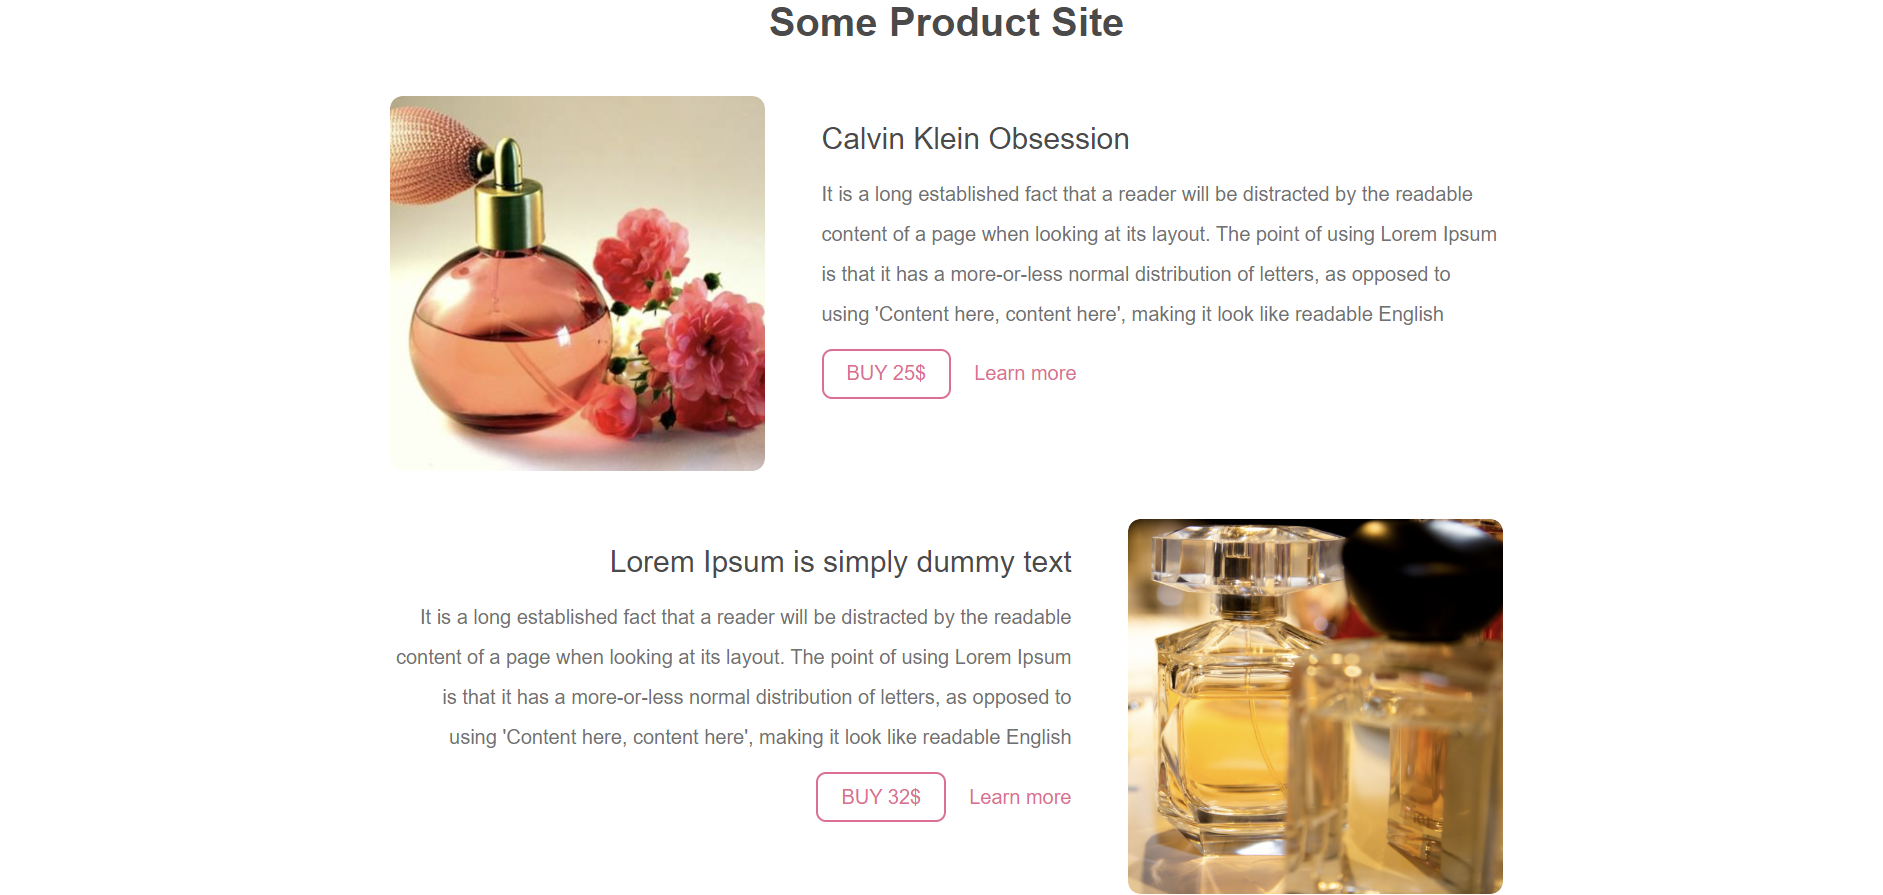 Some Product Site
Calvin Klein Obsession
It is a long established fact that a reader will be distracted by the readable
content of a page when looking at its layout. The point of using Lorem Ipsum
is that it has a more-or-less normal distribution of letters, as opposed to
using 'Content here, content here', making it look like readable English
BUY 25$ Learn more
Lorem Ipsum is simply dummy text
It is a long established fact that a reader will be distracted by the readable
content of a page when looking at its layout. The point of using Lorem Ipsum
is that it has a more-or-less normal distribution of letters, as opposed to
using 'Content here, content here', making it look like readable English
BUY 32$ Learn more